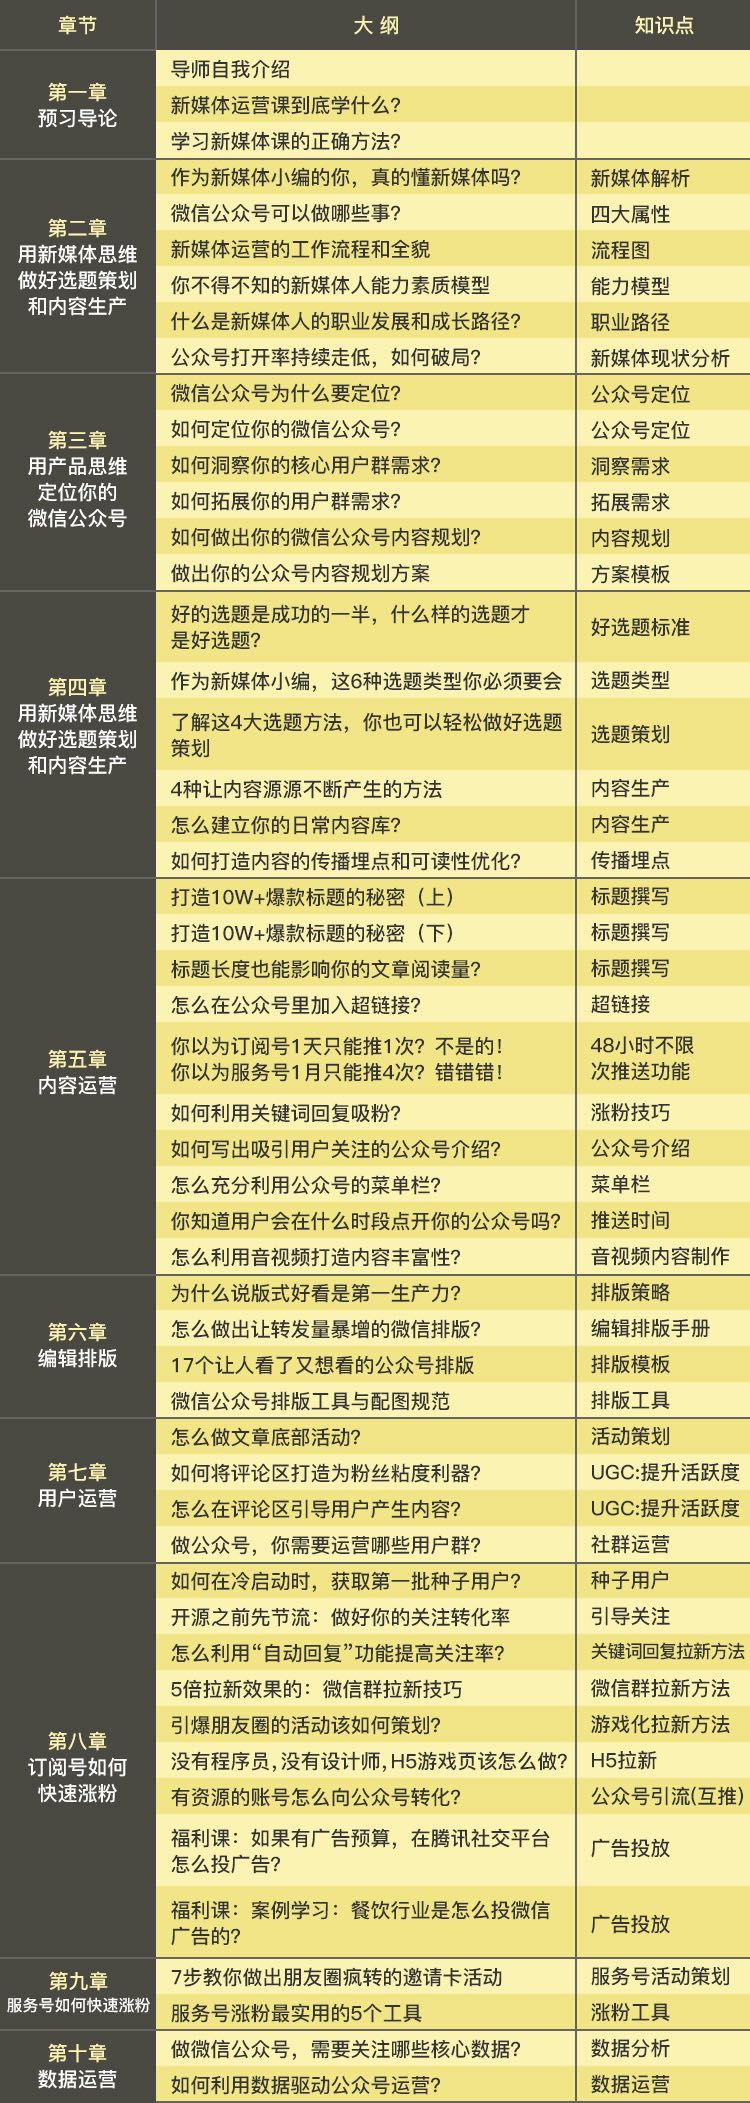 章节 大 纲 知识点
第一章
预习导论
导师自我介绍
新媒体运营课到底学什么?
学习新媒体课的正确方法?
第二章
用新媒体思维
做好选题策划
和内容生产
作为新媒体小编的你，真的懂新媒体吗? 新媒体解析
微信公众号可以做哪些事? 四大属性
新媒体运营的工作流程和全貌 流程图
你不得不知的新媒体人能力素质模型 能力模型
什么是新媒体人的职业发展和成长路径? 职业路径
公众号打开率持续走低，如何破局? 新媒体现状分析
第三章
用产品思维
定位你的
微信公众号
微信公众号为什么要定位? 公众号定位
如何定位你的微信公众号? 公众号定位
如何洞察你的核心用户群需求? 洞察需求
如何拓展你的用户群需求? 拓展需求
如何做出你的微信公众号内容规划? 内容规划
做出你的公众号内容规划方案 方案模板
第四章
用新媒体思维
做好选题策划
和内容生产
好的选题是成功的一半，什么样的选题才
是好选题?
好选题标准
作为新媒体小编，这6种选题类型你必须要会 选题类型
了解这4大选题方法，你也可以轻松做好选题
策划
选题策划
4种让内容源源不断产生的方法 内容生产
怎么建立你的日常内容库? 内容生产
如何打造内容的传播埋点和可读性优化? 传播埋点
第五章
内容运营
打造10W+爆款标题的秘密（上） 标题撰写
打造10W+爆款标题的秘密（下） 标题撰写
标题长度也能影响你的文章阅读量? 标题撰写
怎么在公众号里加入超链接? 超链接
你以为订阅号1天只能推1次? 不是的!
你以为服务号1月只能推4次? 错错错!
48小时不限
次推送功能
如何利用关键词回复吸粉? 涨粉技巧
如何写出吸引用户关注的公众号介绍? 公众号介绍
怎么充分利用公众号的菜单栏? 菜单栏
你知道用户会在什么时段点开你的公众号吗? 推送时间
怎么利用音视频打造内容丰富性? 音视频内容制作
第六章
编辑排版
为什么说版式好看是第一生产力? 排版策略
怎么做出让转发量暴增的微信排版? 编辑排版手册
17个让人看了又想看的公众号排版 排版模板
微信公众号排版工具与配图规范 排版工具
第七章
用户运营
怎么做文章底部活动? 活动策划
如何将评论区打造为粉丝粘度利器? UGC:提升活跃度
怎么在评论区引导用户产生内容? UGC:提升活跃度
做公众号，你需要运营哪些用户群? 社群运营
第八章
订阅号如何
快速涨粉
如何在冷启动时，获取第一批种子用户? 种子用户
开源之前先节流：做好你的关注转化率 引导关注
怎么利用“自动回复”功能提高关注率? 关键词回复拉新方法
5倍拉新效果的：微信群拉新技巧 微信群拉新方法
引爆朋友圈的活动该如何策划? 游戏化拉新方法
没有程序员,没有设计师,H5游戏页该怎么做? H5拉新
有资源的账号怎么向公众号转化? 公众号引流(互推)
福利课：如果有广告预算，在腾讯社交平台
怎么投广告?
广告投放
福利课：案例学习：餐饮行业是怎么投微信
广告的?
广告投放
第九章
服务号如何快速涨粉
7步教你做出朋友圈疯转的邀请卡活动 服务号活动策划
服务号涨粉最实用的5个工具 涨粉工具
第十章
数据运营
做微信公众号，需要关注哪些核心数据? 数据分析
如何利用数据驱动公众号运营? 数据运营